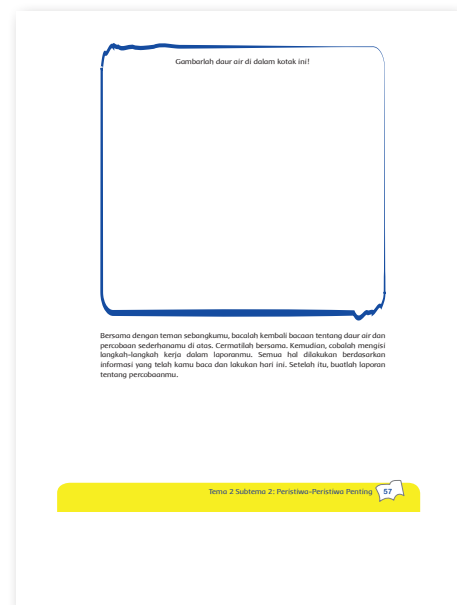 Gambarlah daur air di dalam kotak ini!
Bersama dengan teman sebangkumu, bacalah kembali bacaan tentang daur air dan
percobaan sederhanamu di atas. Cermatilah bersama. Kemudian, cobalah mengisi
langkah-langkah kerja dalam laporanmu. Semua hal dilakukan berdasarkan
informasi yang telah kamu baca dan lakukan hari ini. Setelah itu, buatlah laporan
tentang percobaanmu.
Tema 2 Subtema 2: Peristiwa-Peristiwa Penting 57